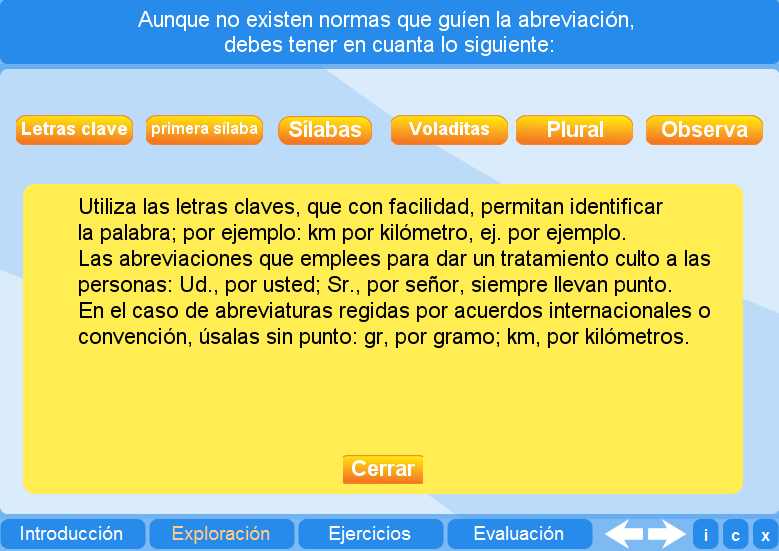 Aunque no existen normas que guíen la abreviación,
debes tener en cuanta lo siguiente:
Letras clave primera sílaba Sílabas Voladitas Plural Observa
Utiliza las letras claves, que con facilidad, permitan identificar
la palabra; por ejemplo: km por kilómetro, ej. por ejemplo.
Las abreviaciones que emplees para dar un tratamiento culto a las
personas: Ud., por usted; Sr., por señor, siempre llevan punto.
En el caso de abreviaturas regidas por acuerdos internacionales o
convención, úsalas sin punto: gr, por gramo; km, por kilómetros.
Cerrar
Introducción Exploración Ejercicios Evaluación i c x